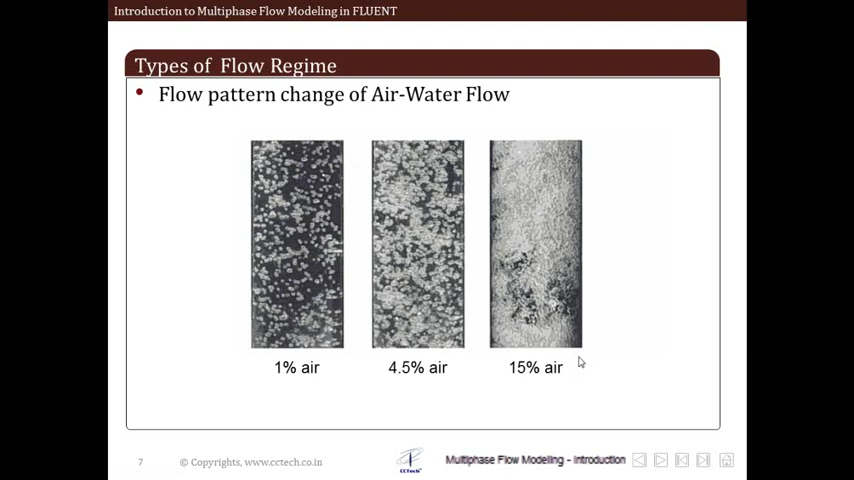 Introduction to Multiphase Flow Modeling in FLUENT
Types of Flow Regime
• Flow pattern change of Air-Water Flow
1% air
4.5% air
15% air
7
© Copyrights, www.cctech.co.in
CCTech
Multiphase Flow Modelling - Introduction